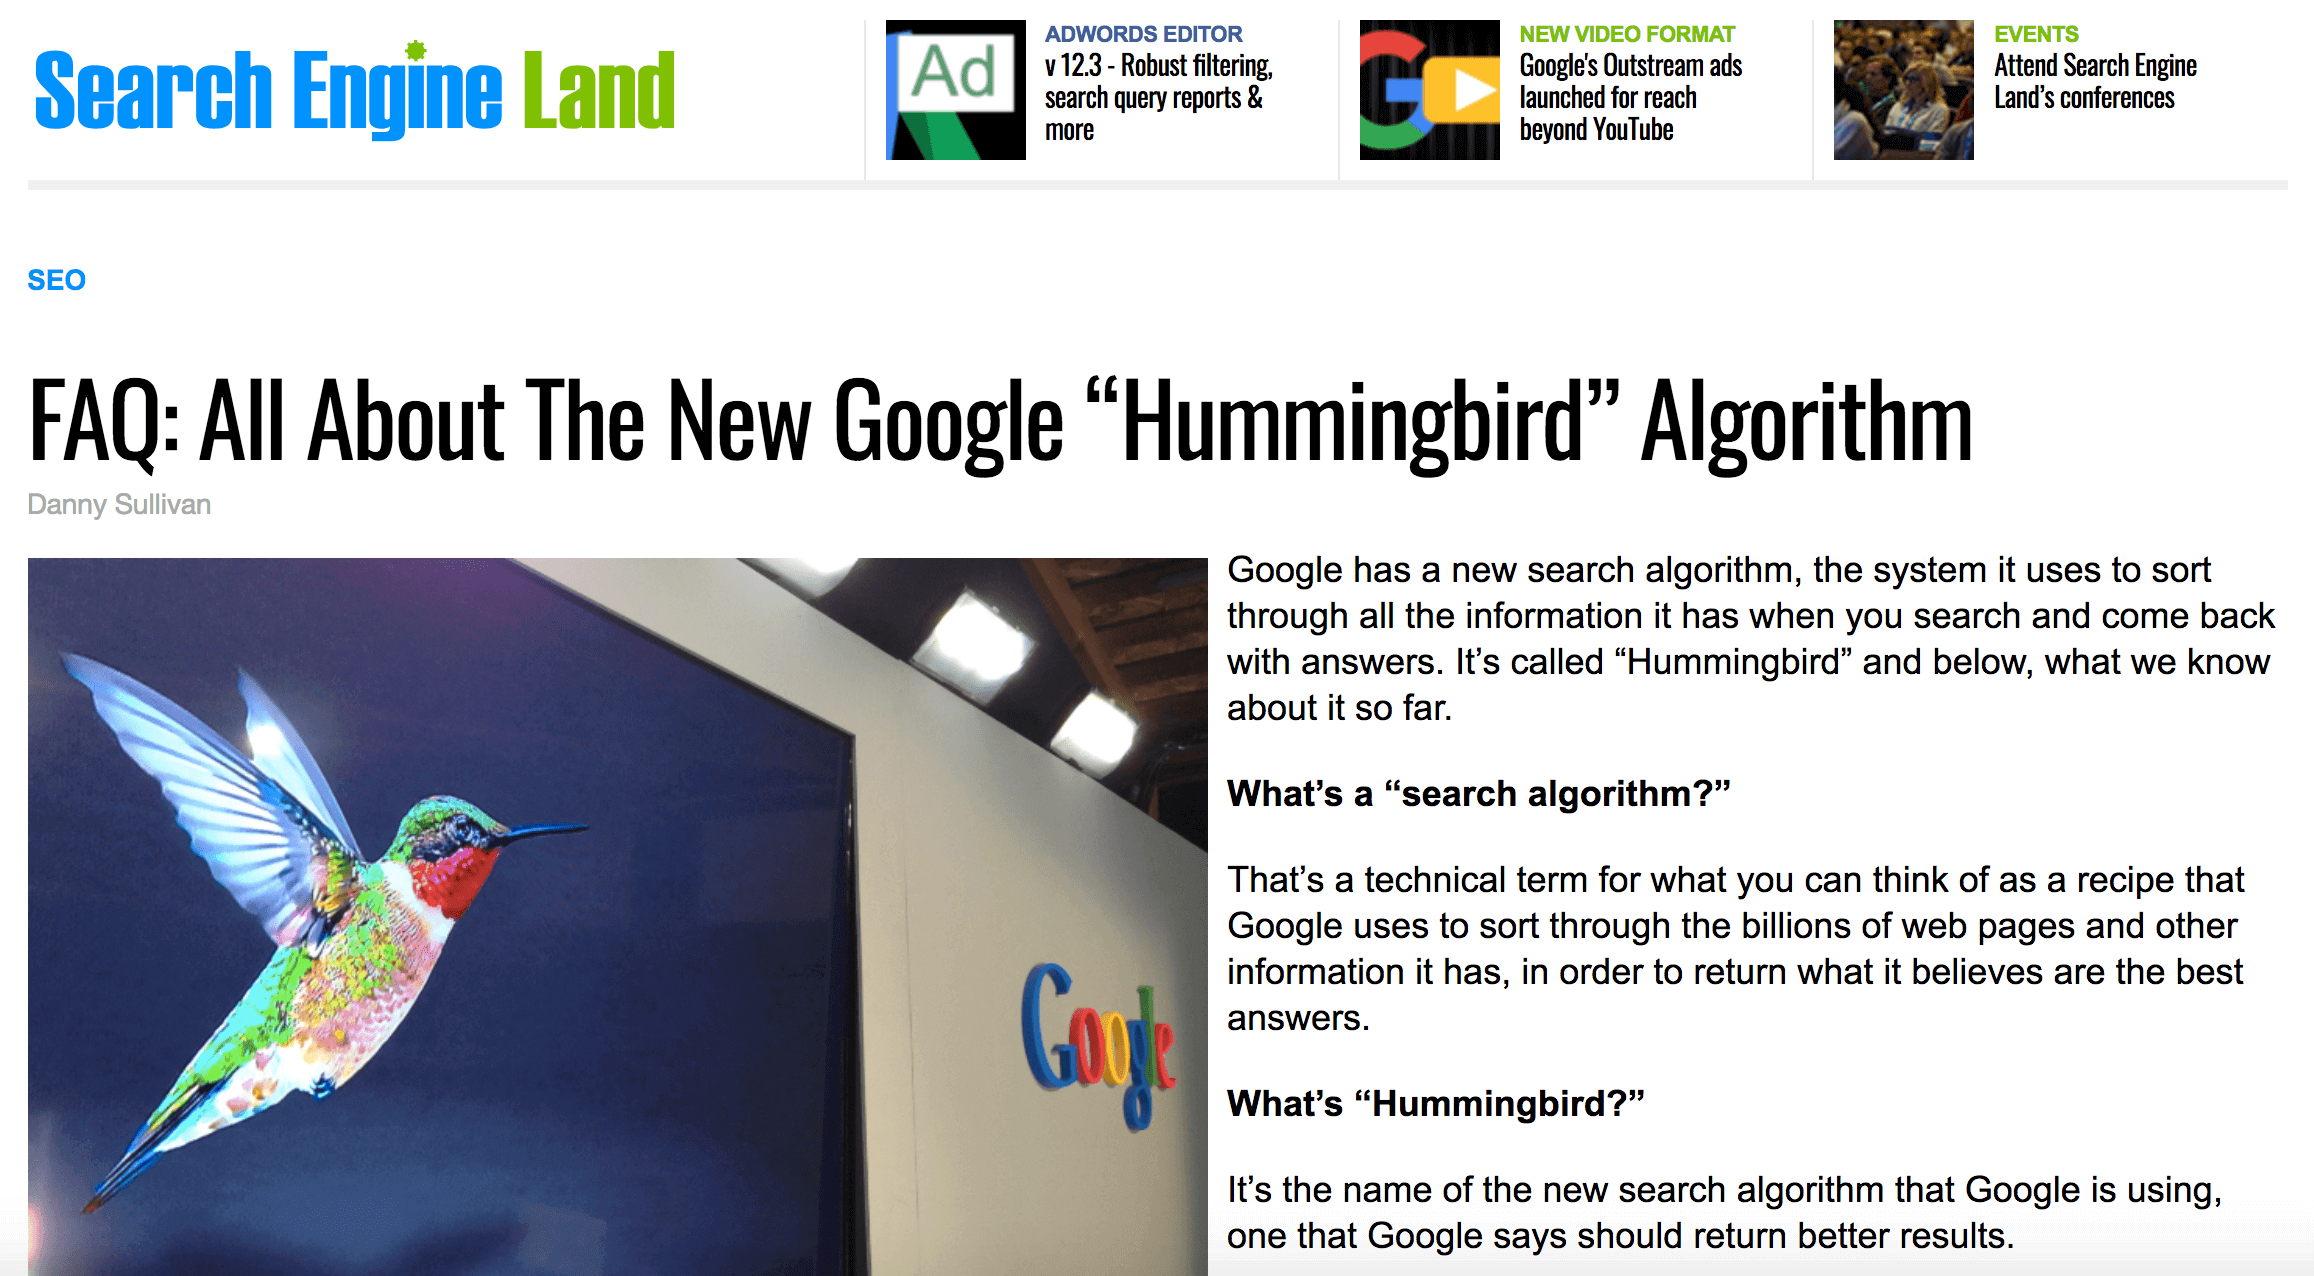 Search Engine Land
Ad
ADWORDS EDITOR
v 12.3 - Robust filtering,
search query reports &
more
NEW VIDEO FORMAT
Google's Outstream ads
launched for reach
beyond YouTube
EVENTS
Attend Search Engine
Land’s conferences
SEO
FAQ: All About The New Google “Hummingbird” Algorithm
Danny Sullivan
Google
Google has a new search algorithm, the system it uses to sort
through all the information it has when you search and come back
with answers. It’s called “Hummingbird” and below, what we know
about it so far.
What’s a “search algorithm?”
That’s a technical term for what you can think of as a recipe that
Google uses to sort through the billions of web pages and other
information it has, in order to return what it believes are the best
answers.
What’s “Hummingbird?”
It’s the name of the new search algorithm that Google is using,
one that Google says should return better results.